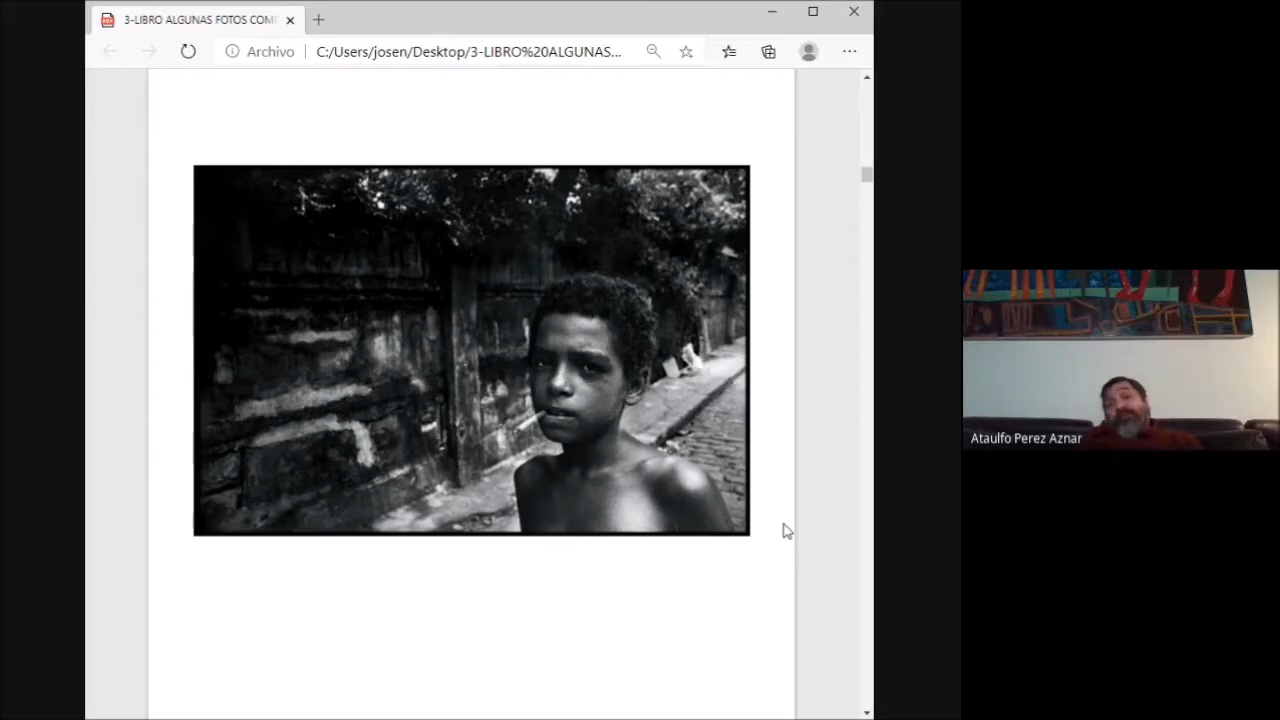 3-LIBRO ALGUNAS FOTOS COM
Archivo
C:/Users/josen/Desktop/3-LIBRO%20ALGUNAS...
Ataulfo Perez Aznar